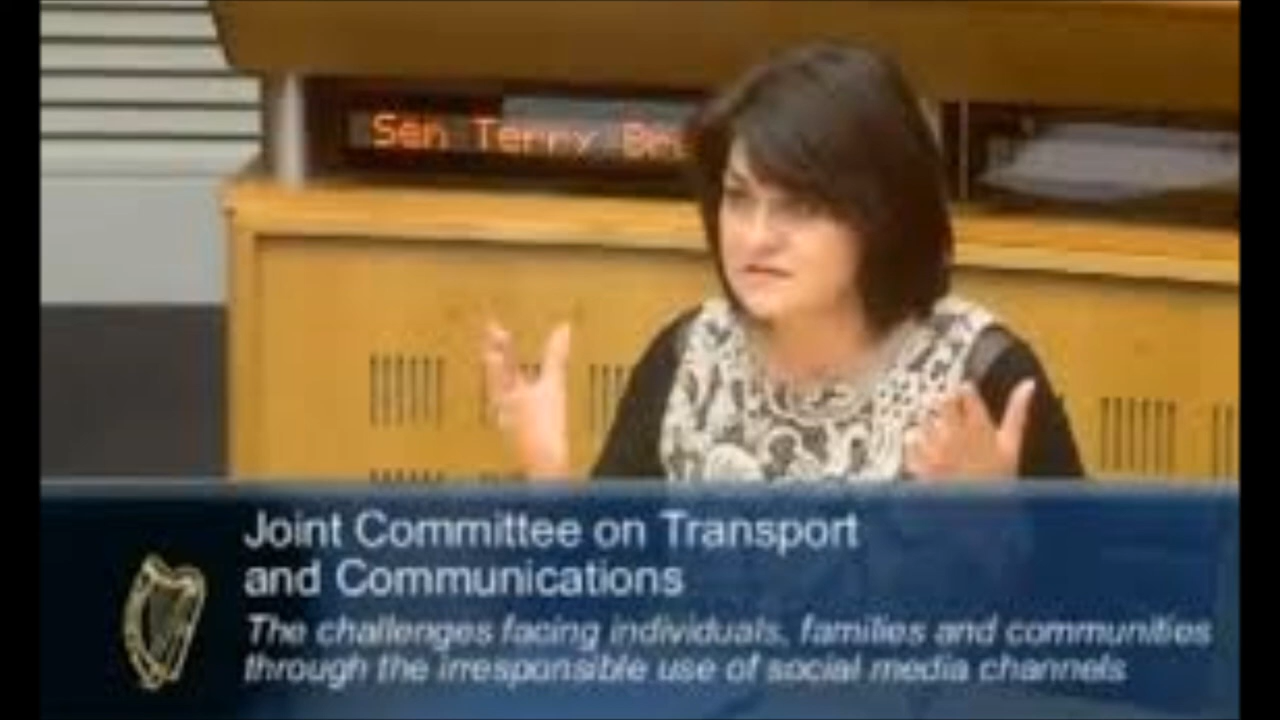 Sen Terry
Joint Committee on Transport
and Communications
The challenges facing individuals, families and communities
through the irresponsible use of social media channels